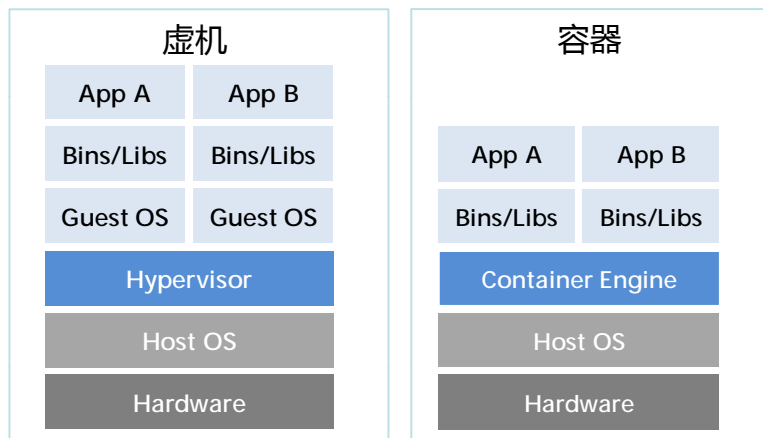 虚机
App A App B
Bins/Libs Bins/Libs
Guest OS Guest OS
Hypervisor
Host OS
Hardware
容器
App A App B
Bins/Libs Bins/Libs
Container Engine
Host OS
Hardware